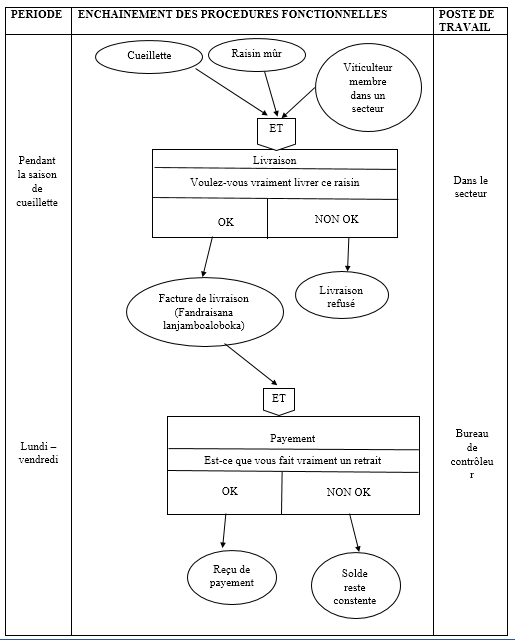 PERIODE
ENCHAINEMENT DES PROCEDURES FONCTIONNELLES
POSTE DE
TRAVAIL
Cueillette
Raisin mûr
Viticulteur
membre
dans un
secteur
ET
Pendant
la saison
de
cueillette
Livraison
Voulez-vous vraiment livrer ce raisin
OK
NON OK
Dans le
secteur
Facture de livraison
(Fandraisana
lanjamboaloboka)
Livraison
refusé
ET
Lundi –
vendredi
Payement
Est-ce que vous fait vraiment un retrait
OK
NON OK
Bureau
de
contrôleu
r
Reçu de
payement
Solde
reste
constente